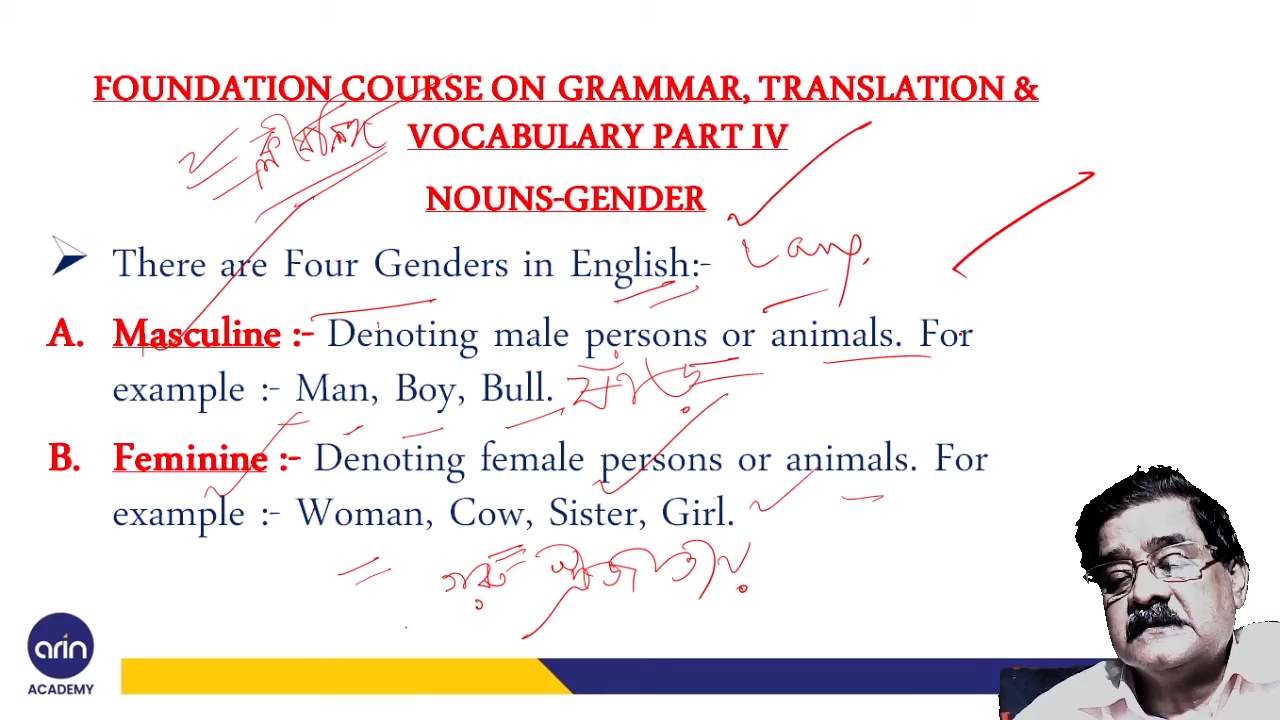 FOUNDATION COURSE ON GRAMMAR, TRANSLATION &
VOCABULARY PART IV
NOUNS-GENDER
There are Four Genders in English:-
Lang.
A. Masculine :- Denoting male persons or animals. For
example :- Man, Boy, Bull. ষাঁড়
B. Feminine :- Denoting female persons or animals. For
example :- Woman, Cow, Sister, Girl.
= গরু
arin
ACADEMY